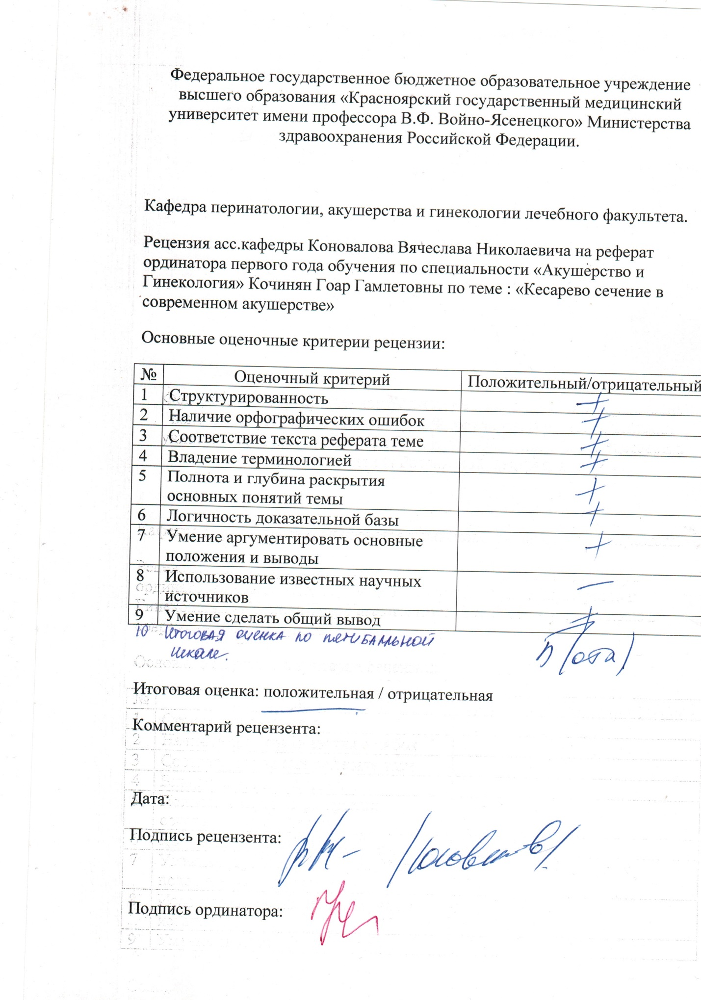 Федеральное государственное бюджетное образовательное учреждение
высшего образования «Красноярский государственный медицинский
университет имени профессора В.Ф. Войно-Ясенецкого» Министерства
здравоохранения Российской Федерации.
Кафедра перинатологии, акушерства и гинекологии лечебного факультета.
Рецензия асс.кафедры Коновалова Вячеслава Николаевича на реферат
ординатора первого года обучения по специальности «Акушерство и
Гинекология» Кочинян Гоар Гамлетовны по теме : «Кесарево сечение в
современном акушерстве»
Основные оценочные критерии рецензии:
№ Оценочный критерий Положительный/отрицательный
1 Структурированность +
2 Наличие орфографических ошибок +
3 Соответствие текста реферата теме +
4 Владение терминологией +
5 Полнота и глубина раскрытия +
основных понятий темы
6 Логичность доказательной базы +
7 Умение аргументировать основные +
положения и выводы
8 Использование известных научных —
источников
9 Умение сделать общий вывод +
10 Итоговая оценка по пятибалльной
шкале.
Итоговая оценка: положительная / отрицательная
Комментарий рецензента:
Дата:
Подпись рецензента:
Подпись ординатора: